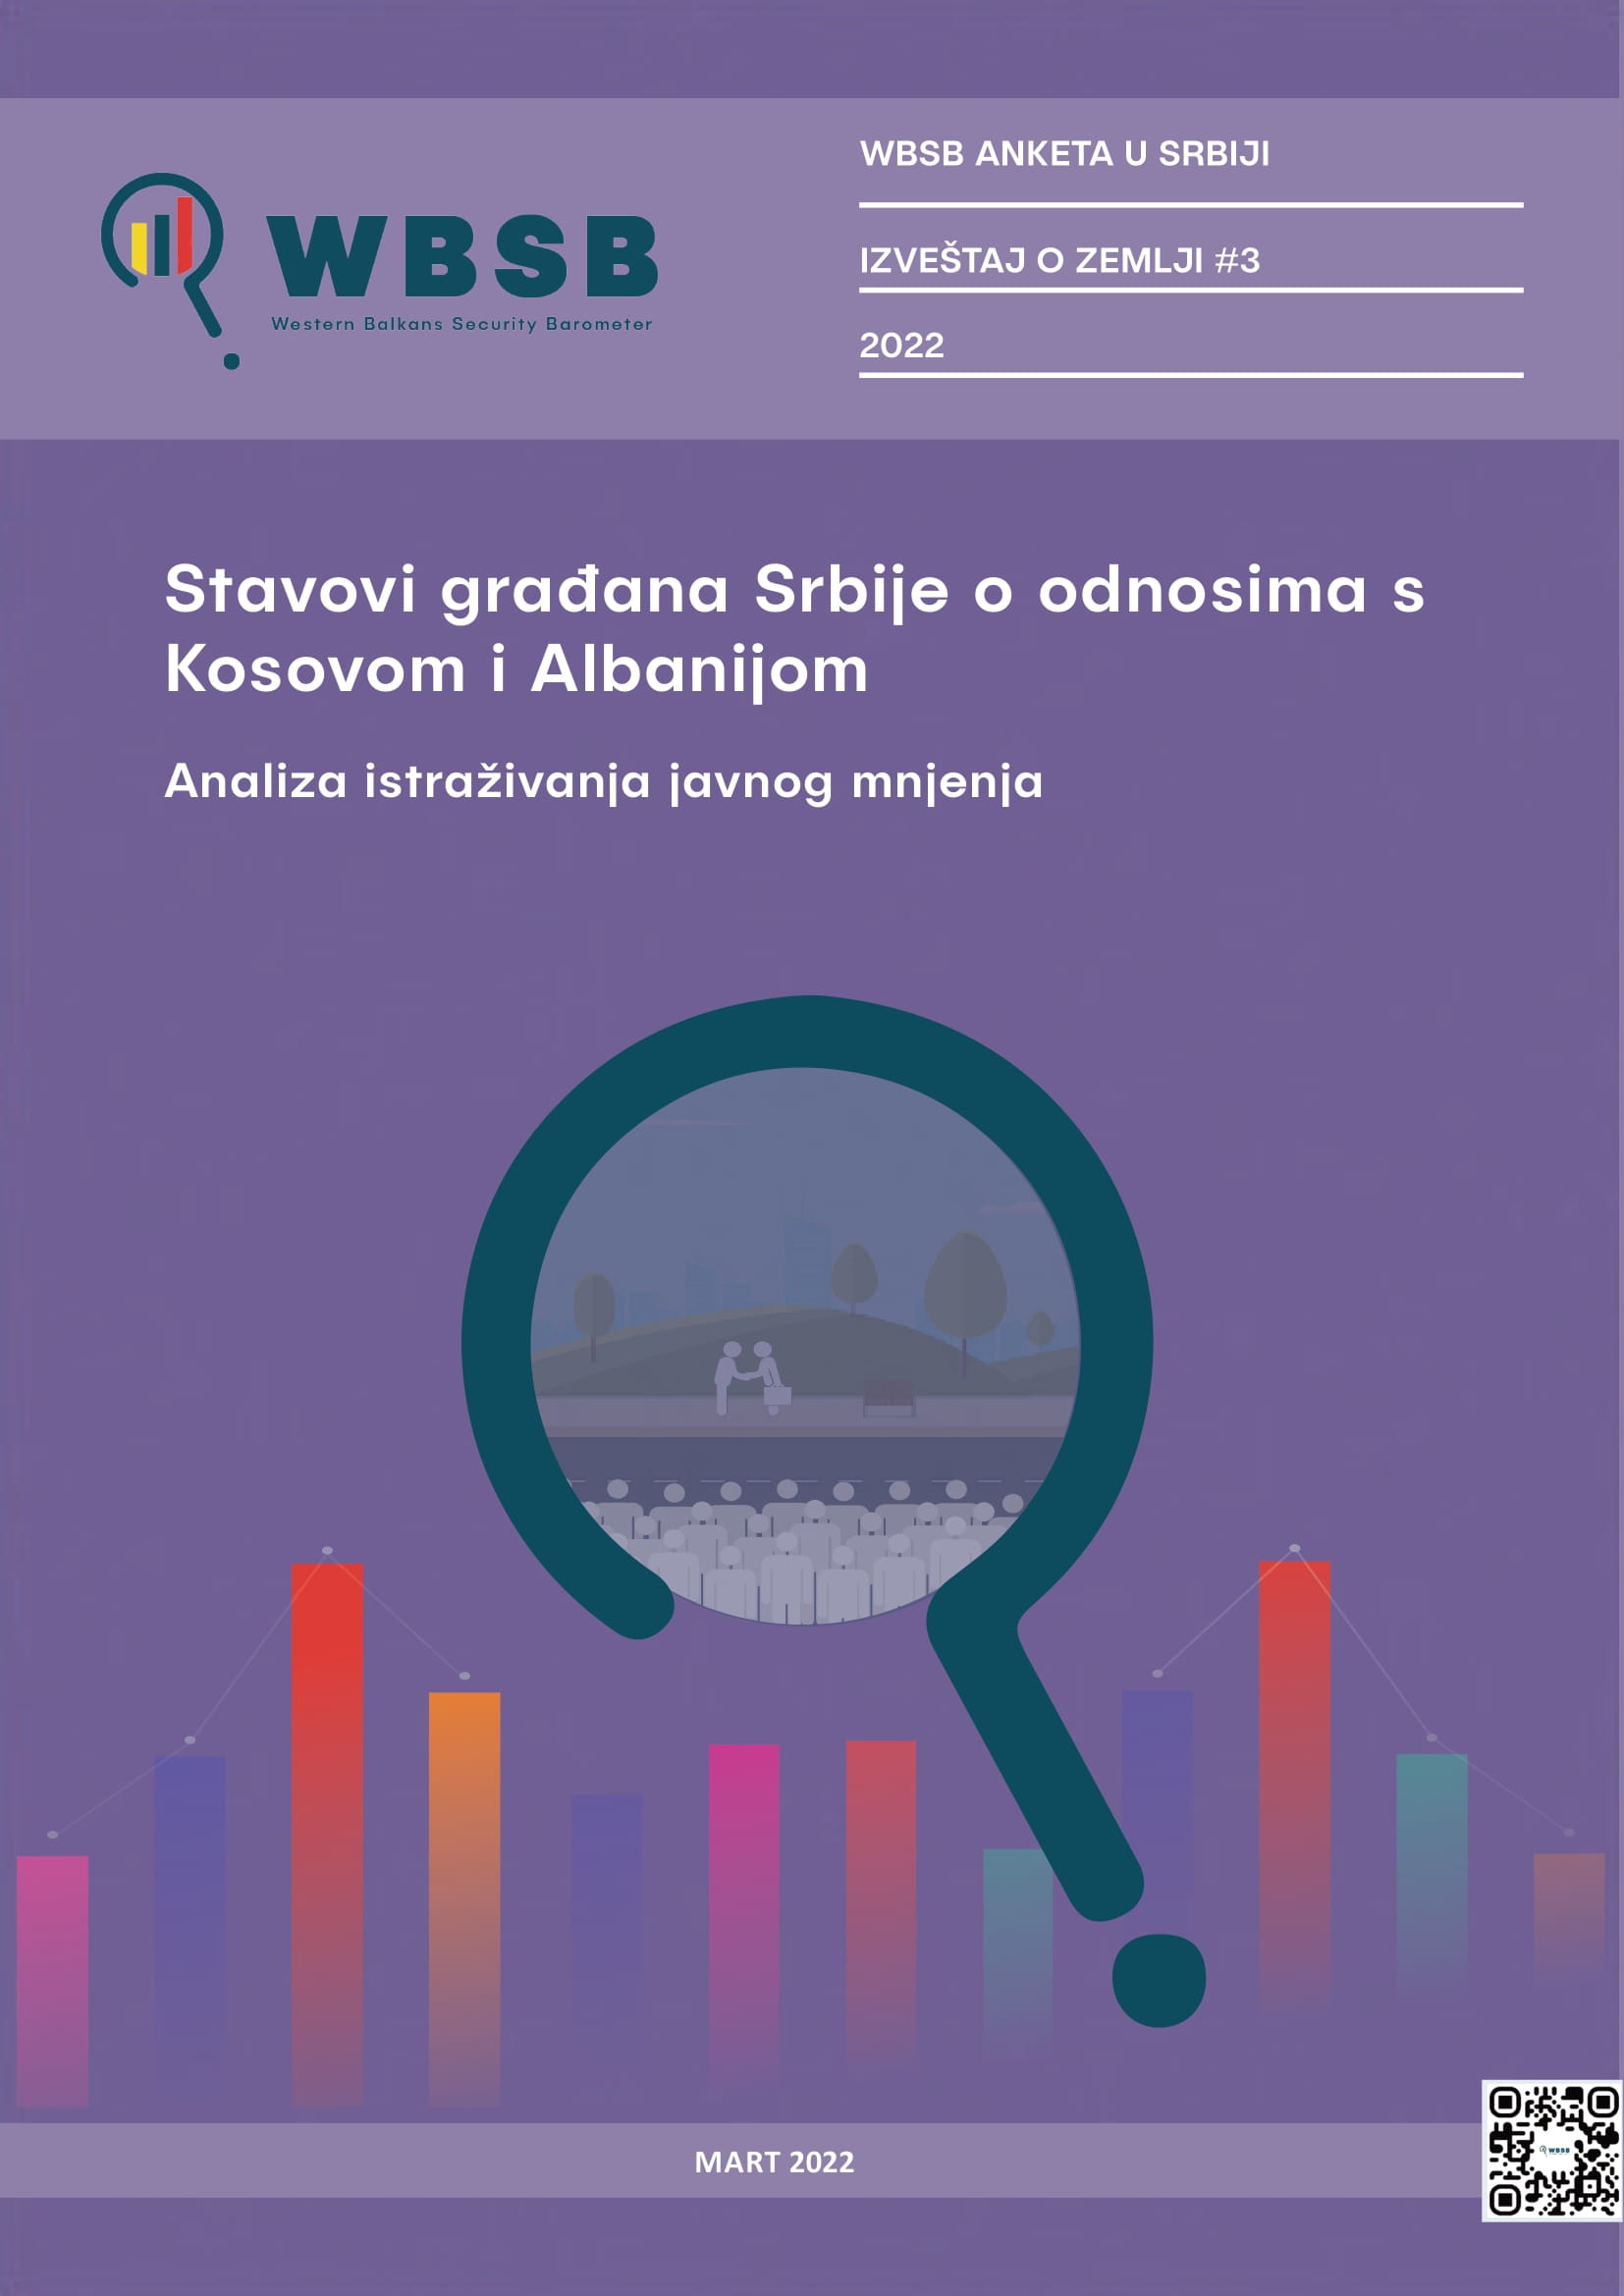 WBSB ANKETA U SRBIJI
IZVEŠTAJ O ZEMLJI #3
2022
WBSB
Western Balkans Security Barometer
Stavovi građana Srbije o odnosima s
Kosovom i Albanijom
Analiza istraživanja javnog mnjenja
MART 2022
WBSB